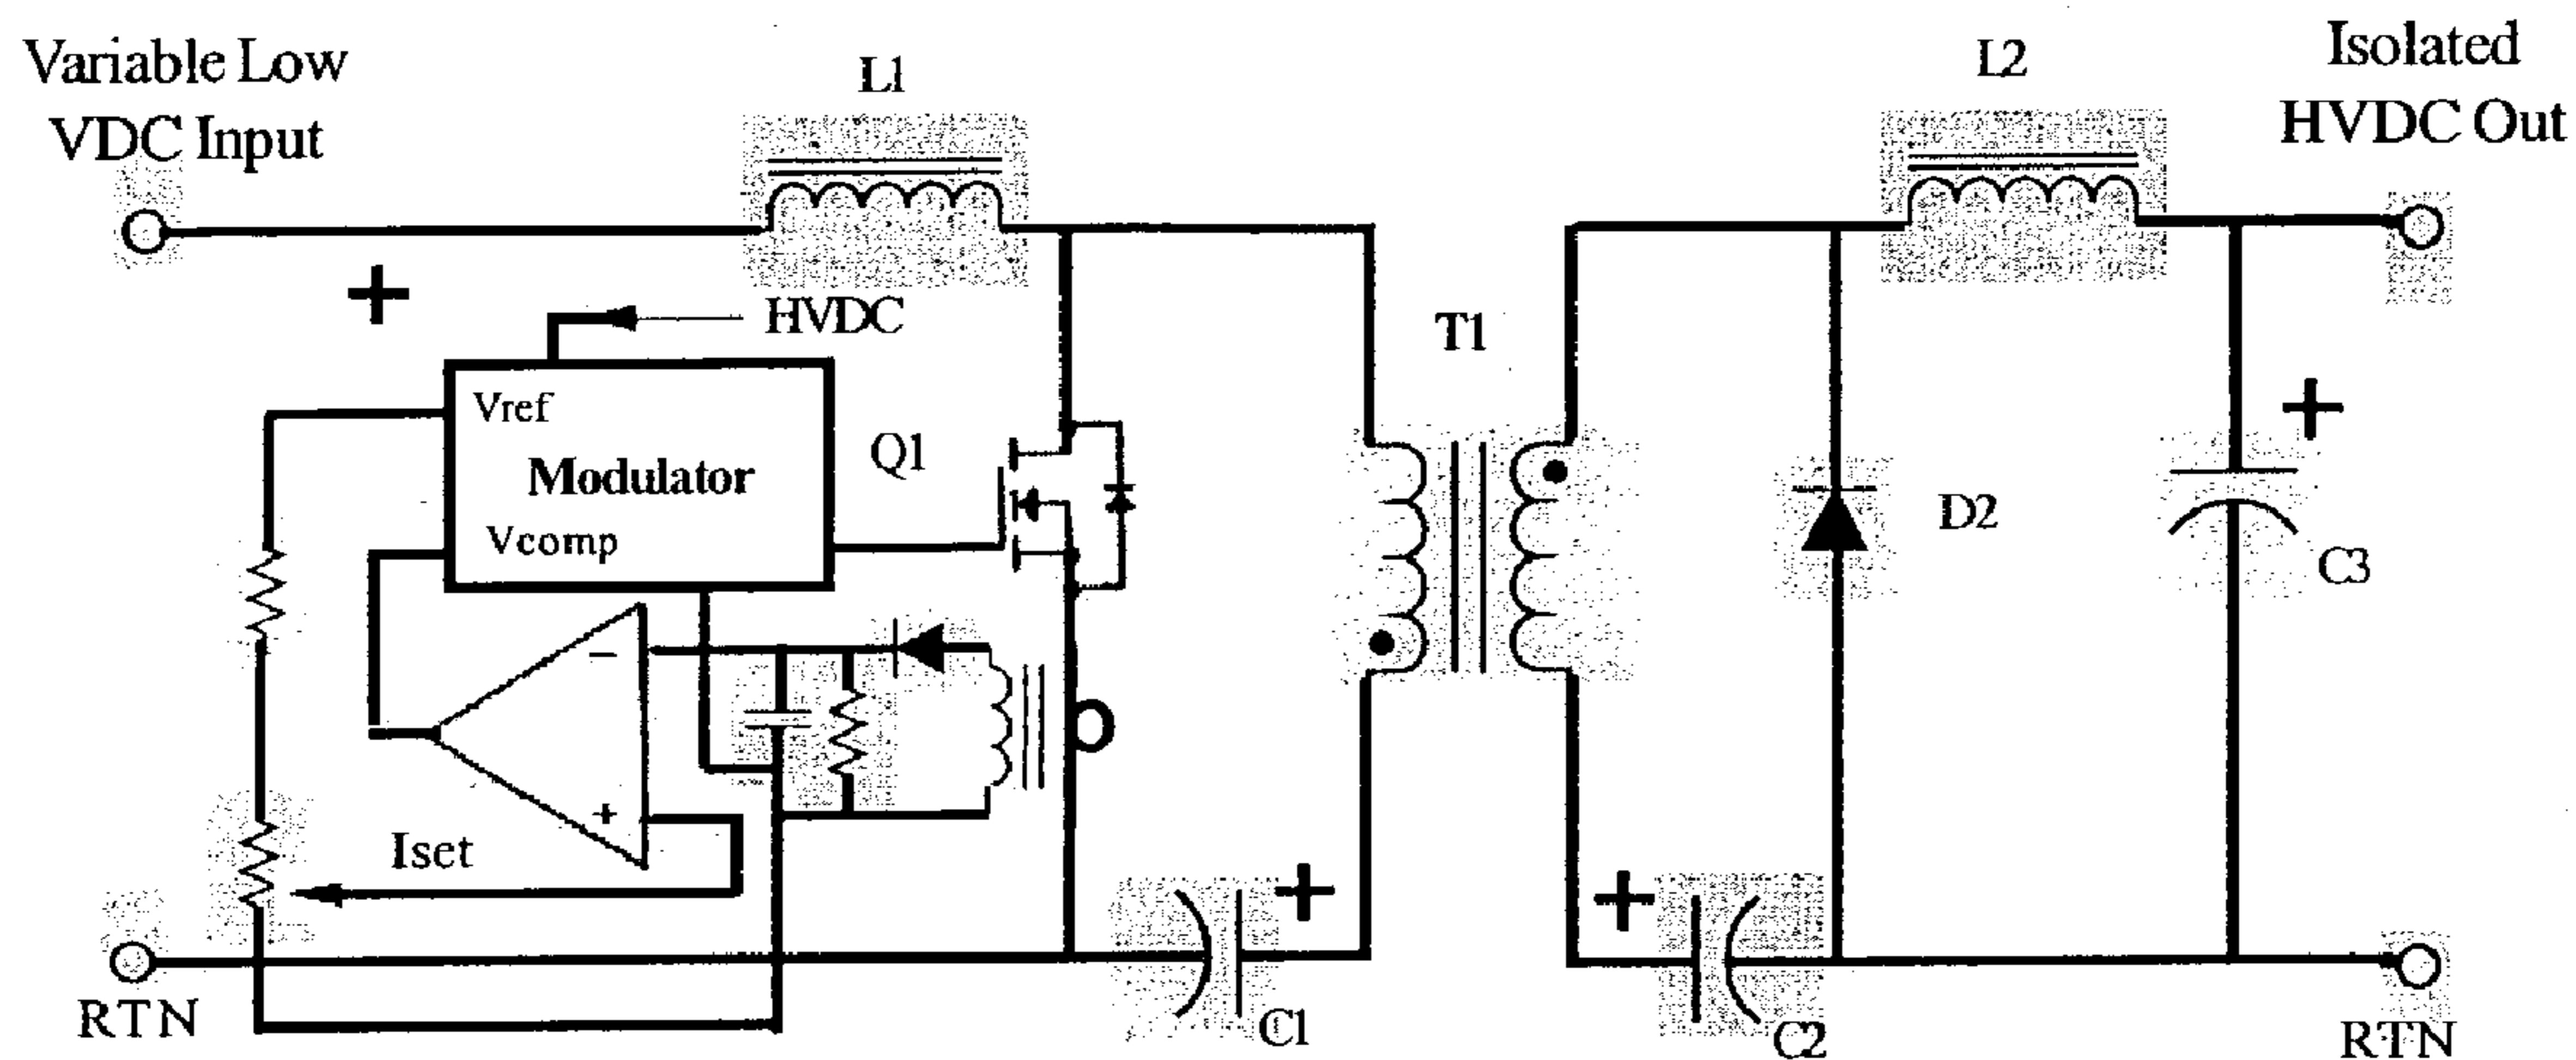 Variable Low
VDC Input
L1
L2
Isolated
HVDC Out
+
HVDC
T1
Vref
Modulator
Vcomp
Q1
+
D2
C3
−
+
Iset
+
+
RTN
C1
C2
RTN